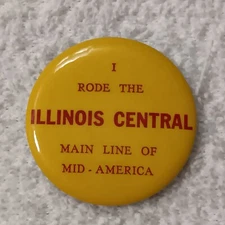 I
RODE THE
ILLINOIS CENTRAL
MAIN LINE OF
MID-AMERICA